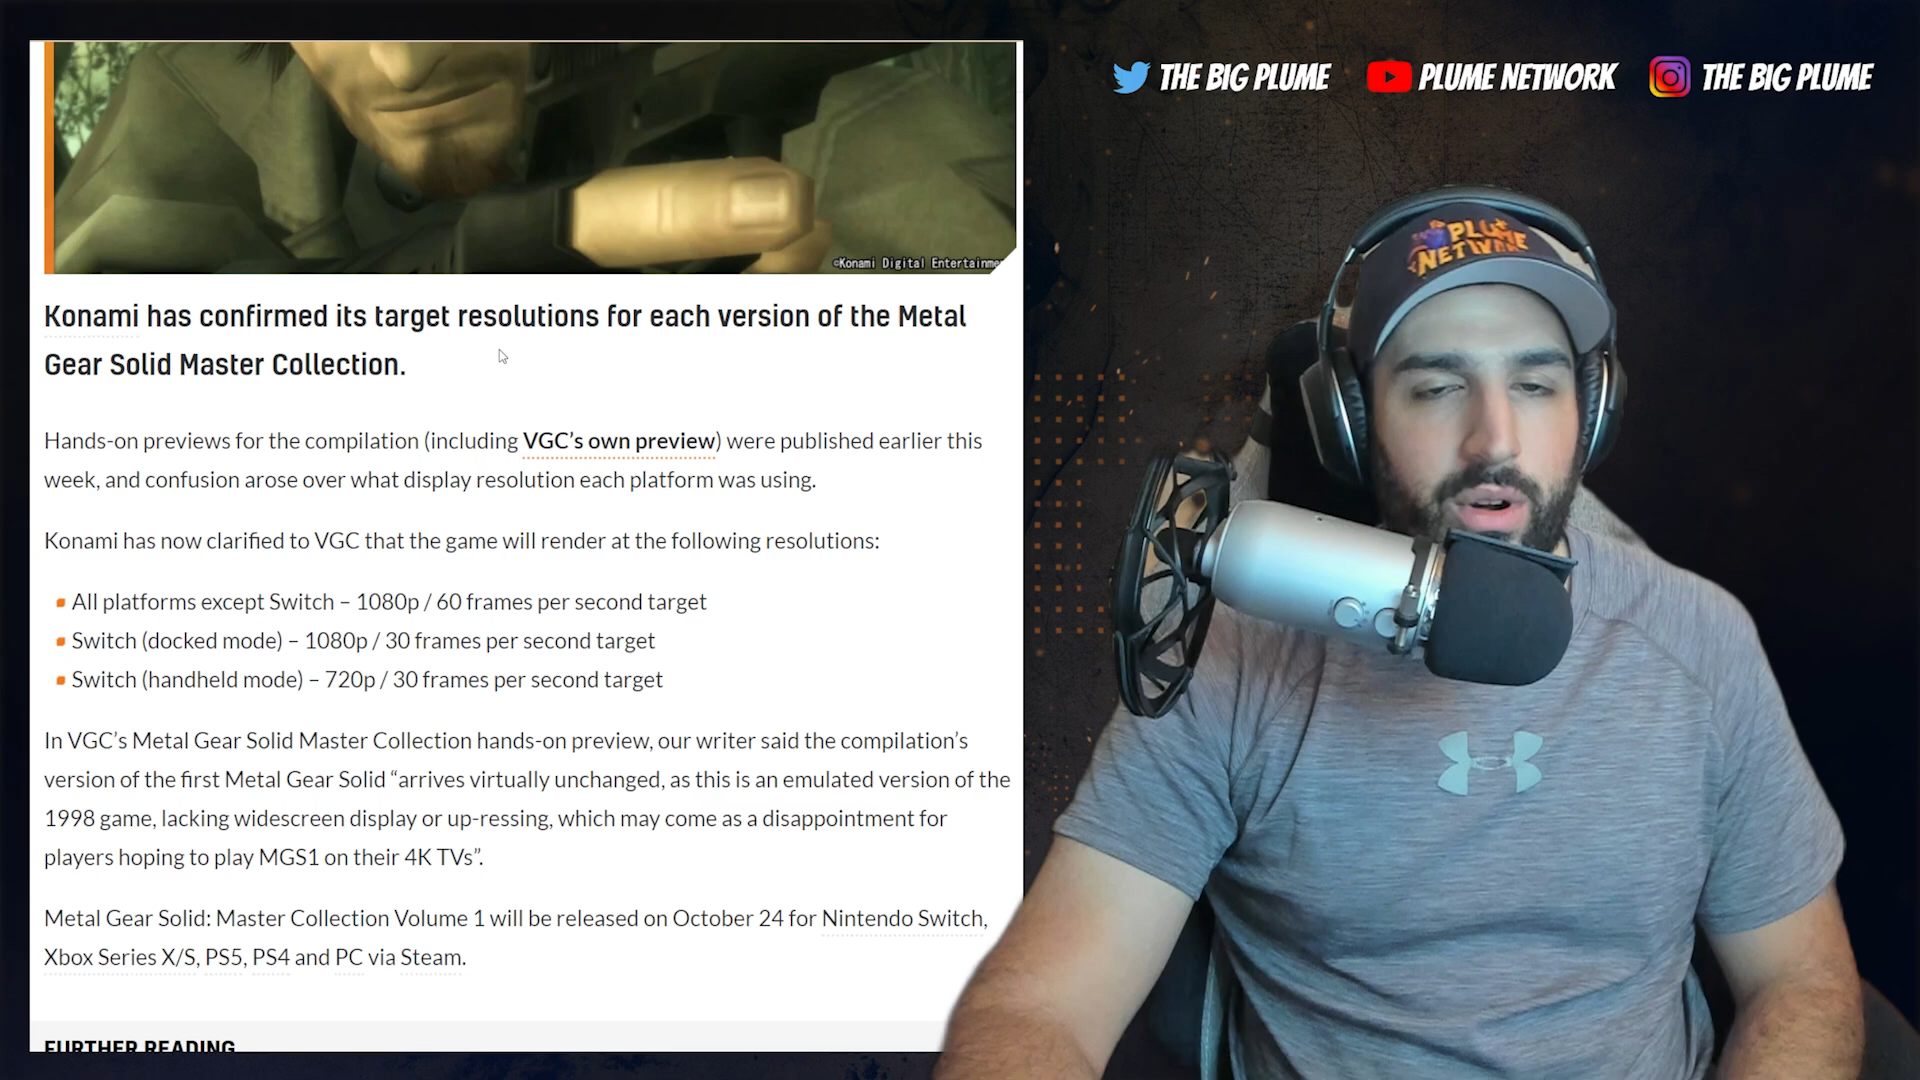 THE BIG PLUME PLUME NETWORK THE BIG PLUME
PLUME
NETWORK
©Konami Digital Entertainme
Konami has confirmed its target resolutions for each version of the Metal
Gear Solid Master Collection.
Hands-on previews for the compilation (including VGC’s own preview) were published earlier this
week, and confusion arose over what display resolution each platform was using.
Konami has now clarified to VGC that the game will render at the following resolutions:
All platforms except Switch – 1080p / 60 frames per second target
Switch (docked mode) – 1080p / 30 frames per second target
Switch (handheld mode) – 720p / 30 frames per second target
In VGC’s Metal Gear Solid Master Collection hands-on preview, our writer said the compilation’s
version of the first Metal Gear Solid “arrives virtually unchanged, as this is an emulated version of the
1998 game, lacking widescreen display or up-ressing, which may come as a disappointment for
players hoping to play MGS1 on their 4K TVs”.
Metal Gear Solid: Master Collection Volume 1 will be released on October 24 for Nintendo Switch,
Xbox Series X/S, PS5, PS4 and PC via Steam.
FURTHER READING